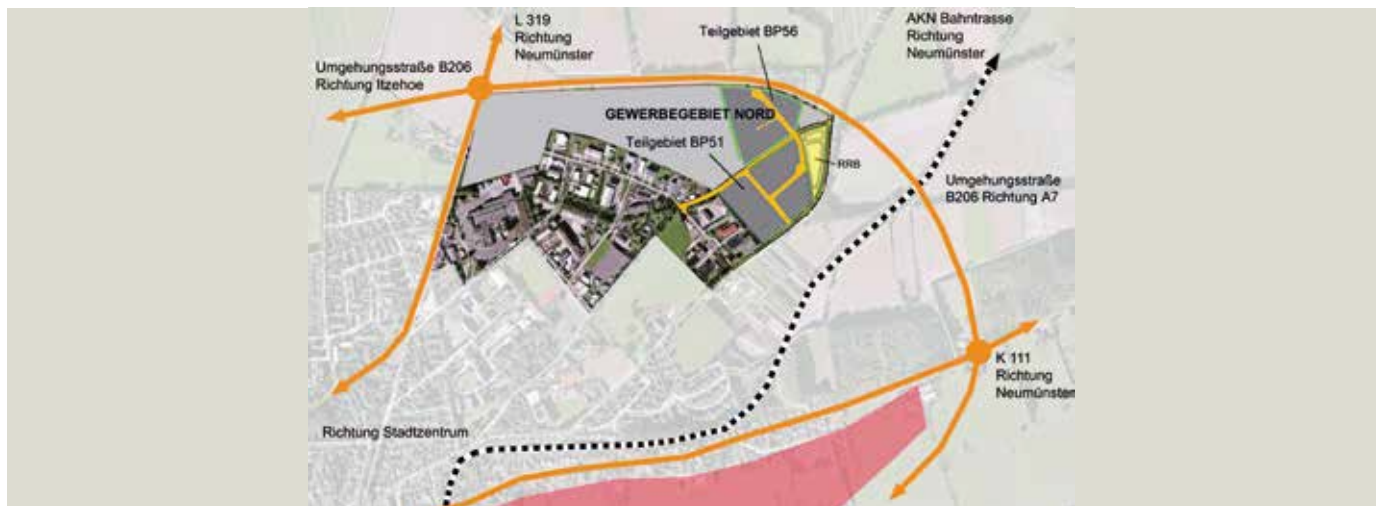 L 319
Richtung
Neumünster
Teilgebiet BP56
AKN Bahntrasse
Richtung
Neumünster
Umgehungsstraße B206
Richtung Itzehoe
GEWERBEGEBIET NORD
Teilgebiet BP51
RRB
Umgehungsstraße
B206 Richtung A7
K 111
Richtung
Neumünster
Richtung Stadtzentrum